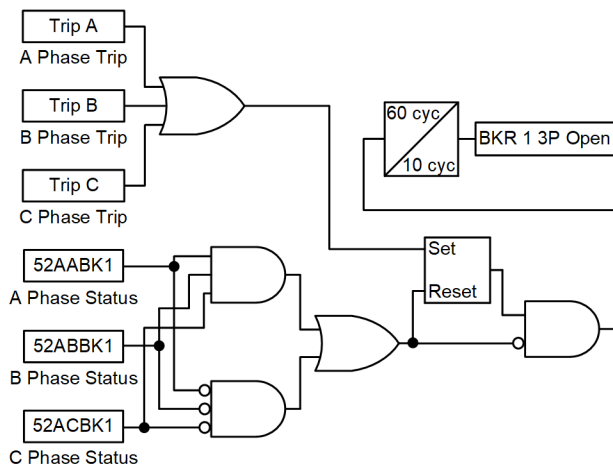 Trip A
A Phase Trip
Trip B
B Phase Trip
Trip C
C Phase Trip
60 cyc
10 cyc
BKR 1 3P Open
52AABK1
A Phase Status
52ABBK1
B Phase Status
52ACBK1
C Phase Status
Set
Reset